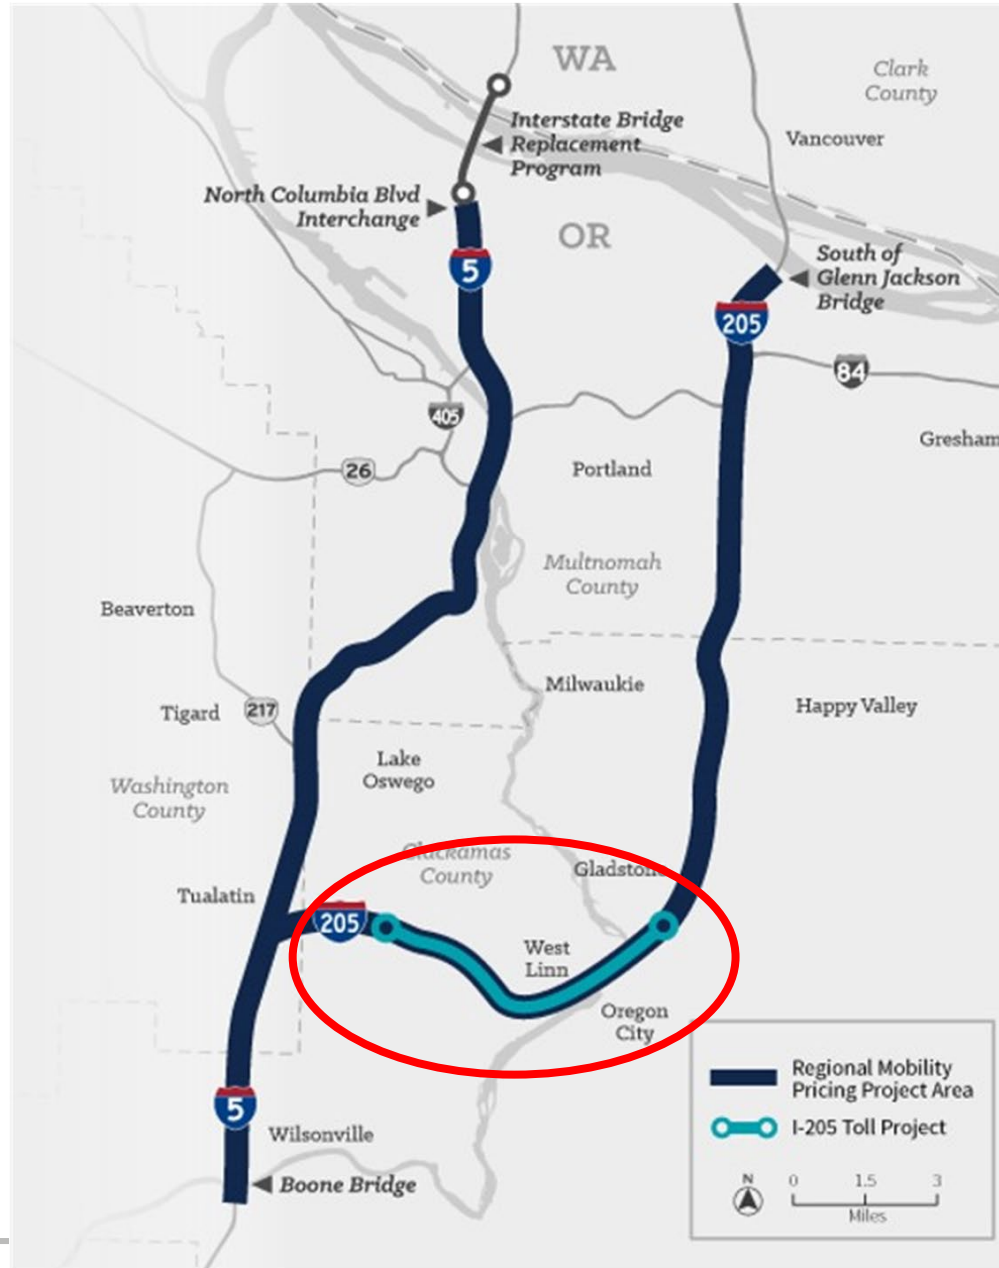 WA
Clark
County
Interstate Bridge
Replacement
Program
Vancouver
North Columbia Blvd
Interchange
OR
5
South of
Glenn Jackson
Bridge
205
84
405
Gresham
26
Portland
Multnomah
County
Beaverton
Milwaukie
Happy Valley
Tigard
217
Lake
Oswego
Washington
County
Clackamas
County
Gladstone
Tualatin
205
West
Linn
Oregon
City
5
Wilsonville
Boone Bridge
Regional Mobility
Pricing Project Area
I-205 Toll Project
N
0 1.5 3
Miles